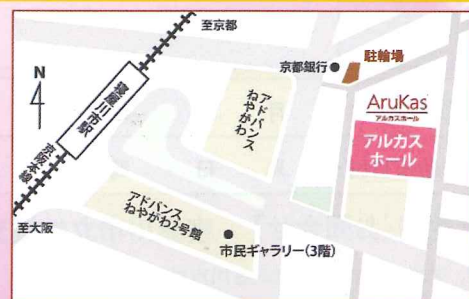 至京都
京都銀行
駐輪場
N
寝屋川市駅
アドバンス
ねやがわ
AruKas
アルカスホール
アルカス
ホール
京阪本線
アドバンス
ねやがわ2号館
至大阪
市民ギャラリー(3階)